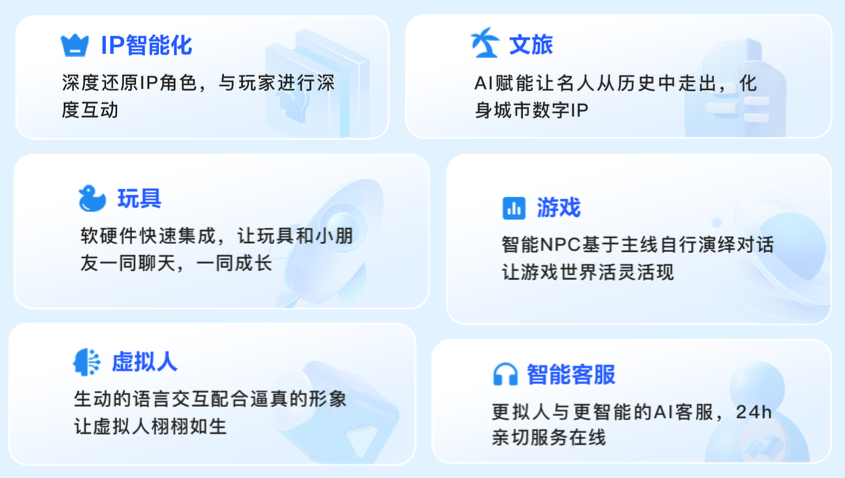 IP智能化
深度还原IP角色，与玩家进行深
度互动
文旅
AI赋能让名人从历史中走出，化
身城市数字IP
玩具
软硬件快速集成，让玩具和小朋
友一同聊天，一同成长
游戏
智能NPC基于主线自行演绎对话
让游戏世界活灵活现
虚拟人
生动的语言交互配合逼真的形象
让虚拟人栩栩如生
智能客服
更拟人与更智能的AI客服，24h
亲切服务在线